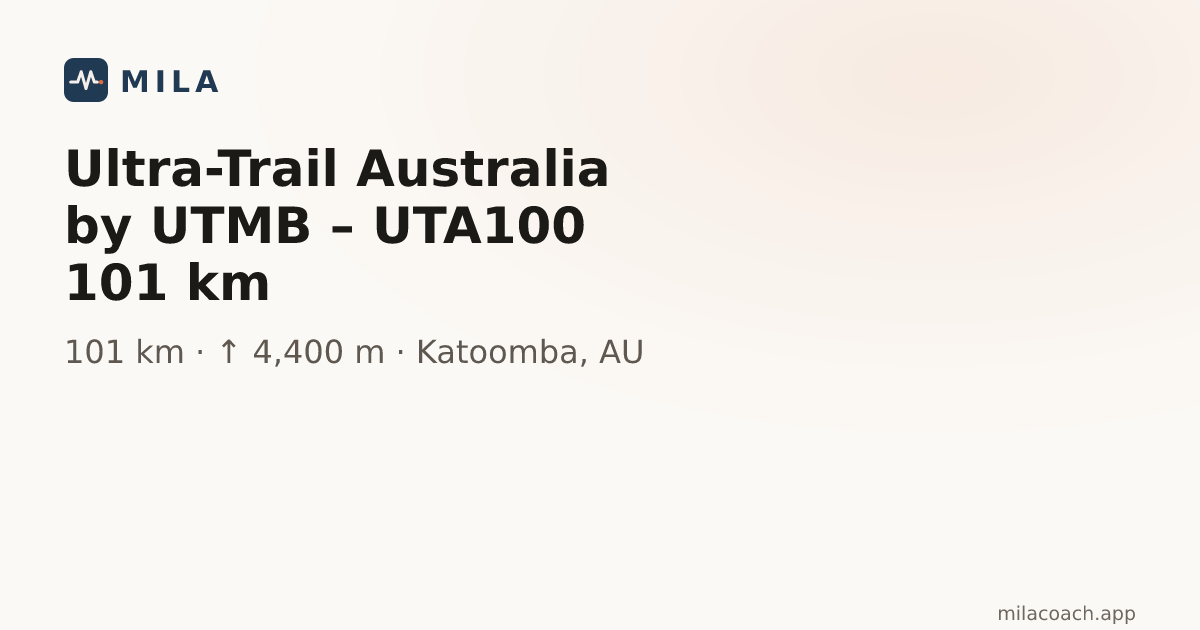 MILA
Ultra-Trail Australia
by UTMB – UTA100
101 km
101 km · ↑ 4,400 m · Katoomba, AU
milacoach.app